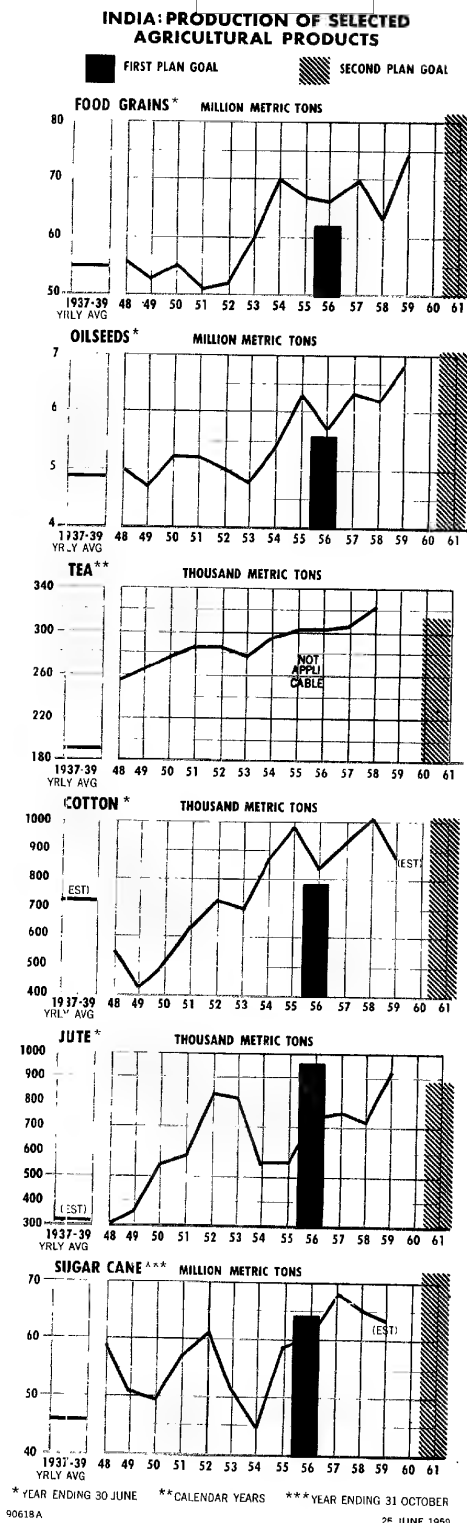 INDIA: PRODUCTION OF SELECTED
AGRICULTURAL PRODUCTS
FIRST PLAN GOAL
SECOND PLAN GOAL
FOOD GRAINS* MILLION METRIC TONS
80
70
60
50
1937-39
YRLY AVG
48 49 50 51 52 53 54 55 56 57 58 59 60 61
OILSEEDS* MILLION METRIC TONS
7
6
5
4
1937-39
YRLY AVG
48 49 50 51 52 53 54 55 56 57 58 59 60 61
TEA** THOUSAND METRIC TONS
340
300
260
220
180
NOT
APPLI
CABLE
1937-39
YRLY AVG
48 49 50 51 52 53 54 55 56 57 58 59 60 61
COTTON* THOUSAND METRIC TONS
1000
900
800
700
600
500
400
EST)
(EST)
1937-39
YRLY AVG
48 49 50 51 52 53 54 55 56 57 58 59 60 61
JUTE* THOUSAND METRIC TONS
1000
900
800
700
600
500
400
300
(EST)
1937-39
YRLY AVG
48 49 50 51 52 53 54 55 56 57 58 59 60 61
SUGAR CANE*** MILLION METRIC TONS
70
60
50
40
(EST)
1937-39
YRLY AVG
48 49 50 51 52 53 54 55 56 57 58 59 60 61
*YEAR ENDING 30 JUNE **CALENDAR YEARS ***YEAR ENDING 31 OCTOBER
90618A
26 JUNE 1959